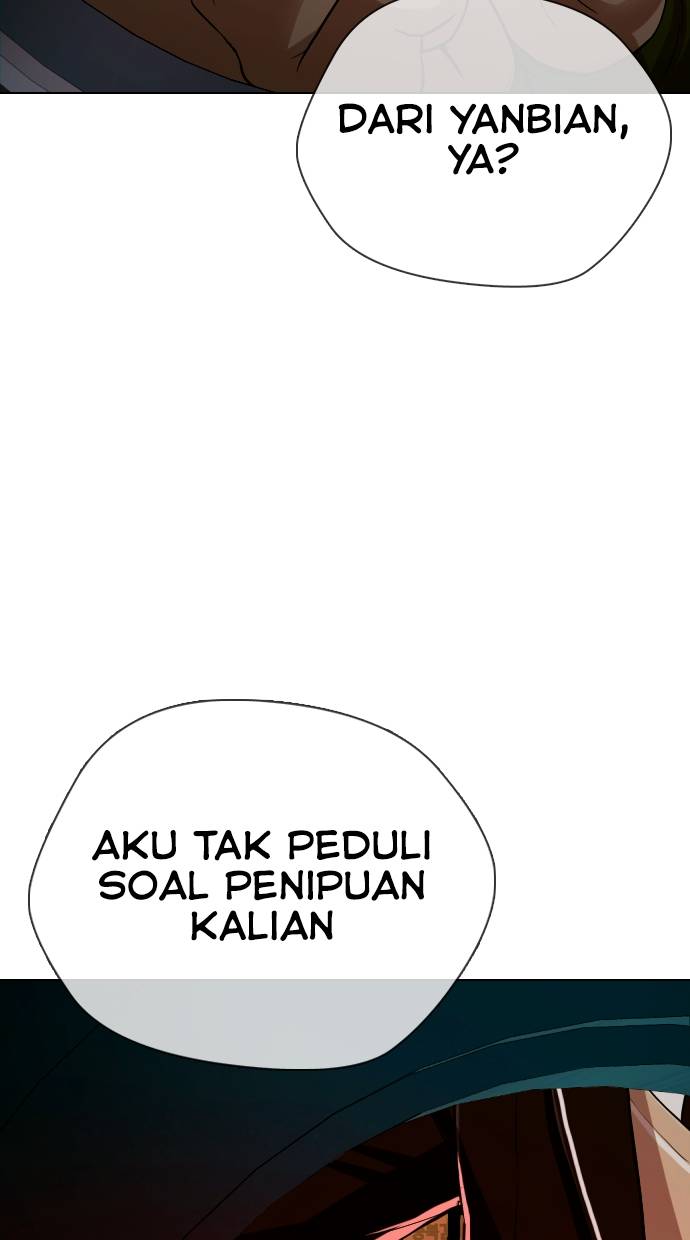 DARI YANBIAN,
YA?
AKU TAK PEDULI
SOAL PENIPUAN
KALIAN